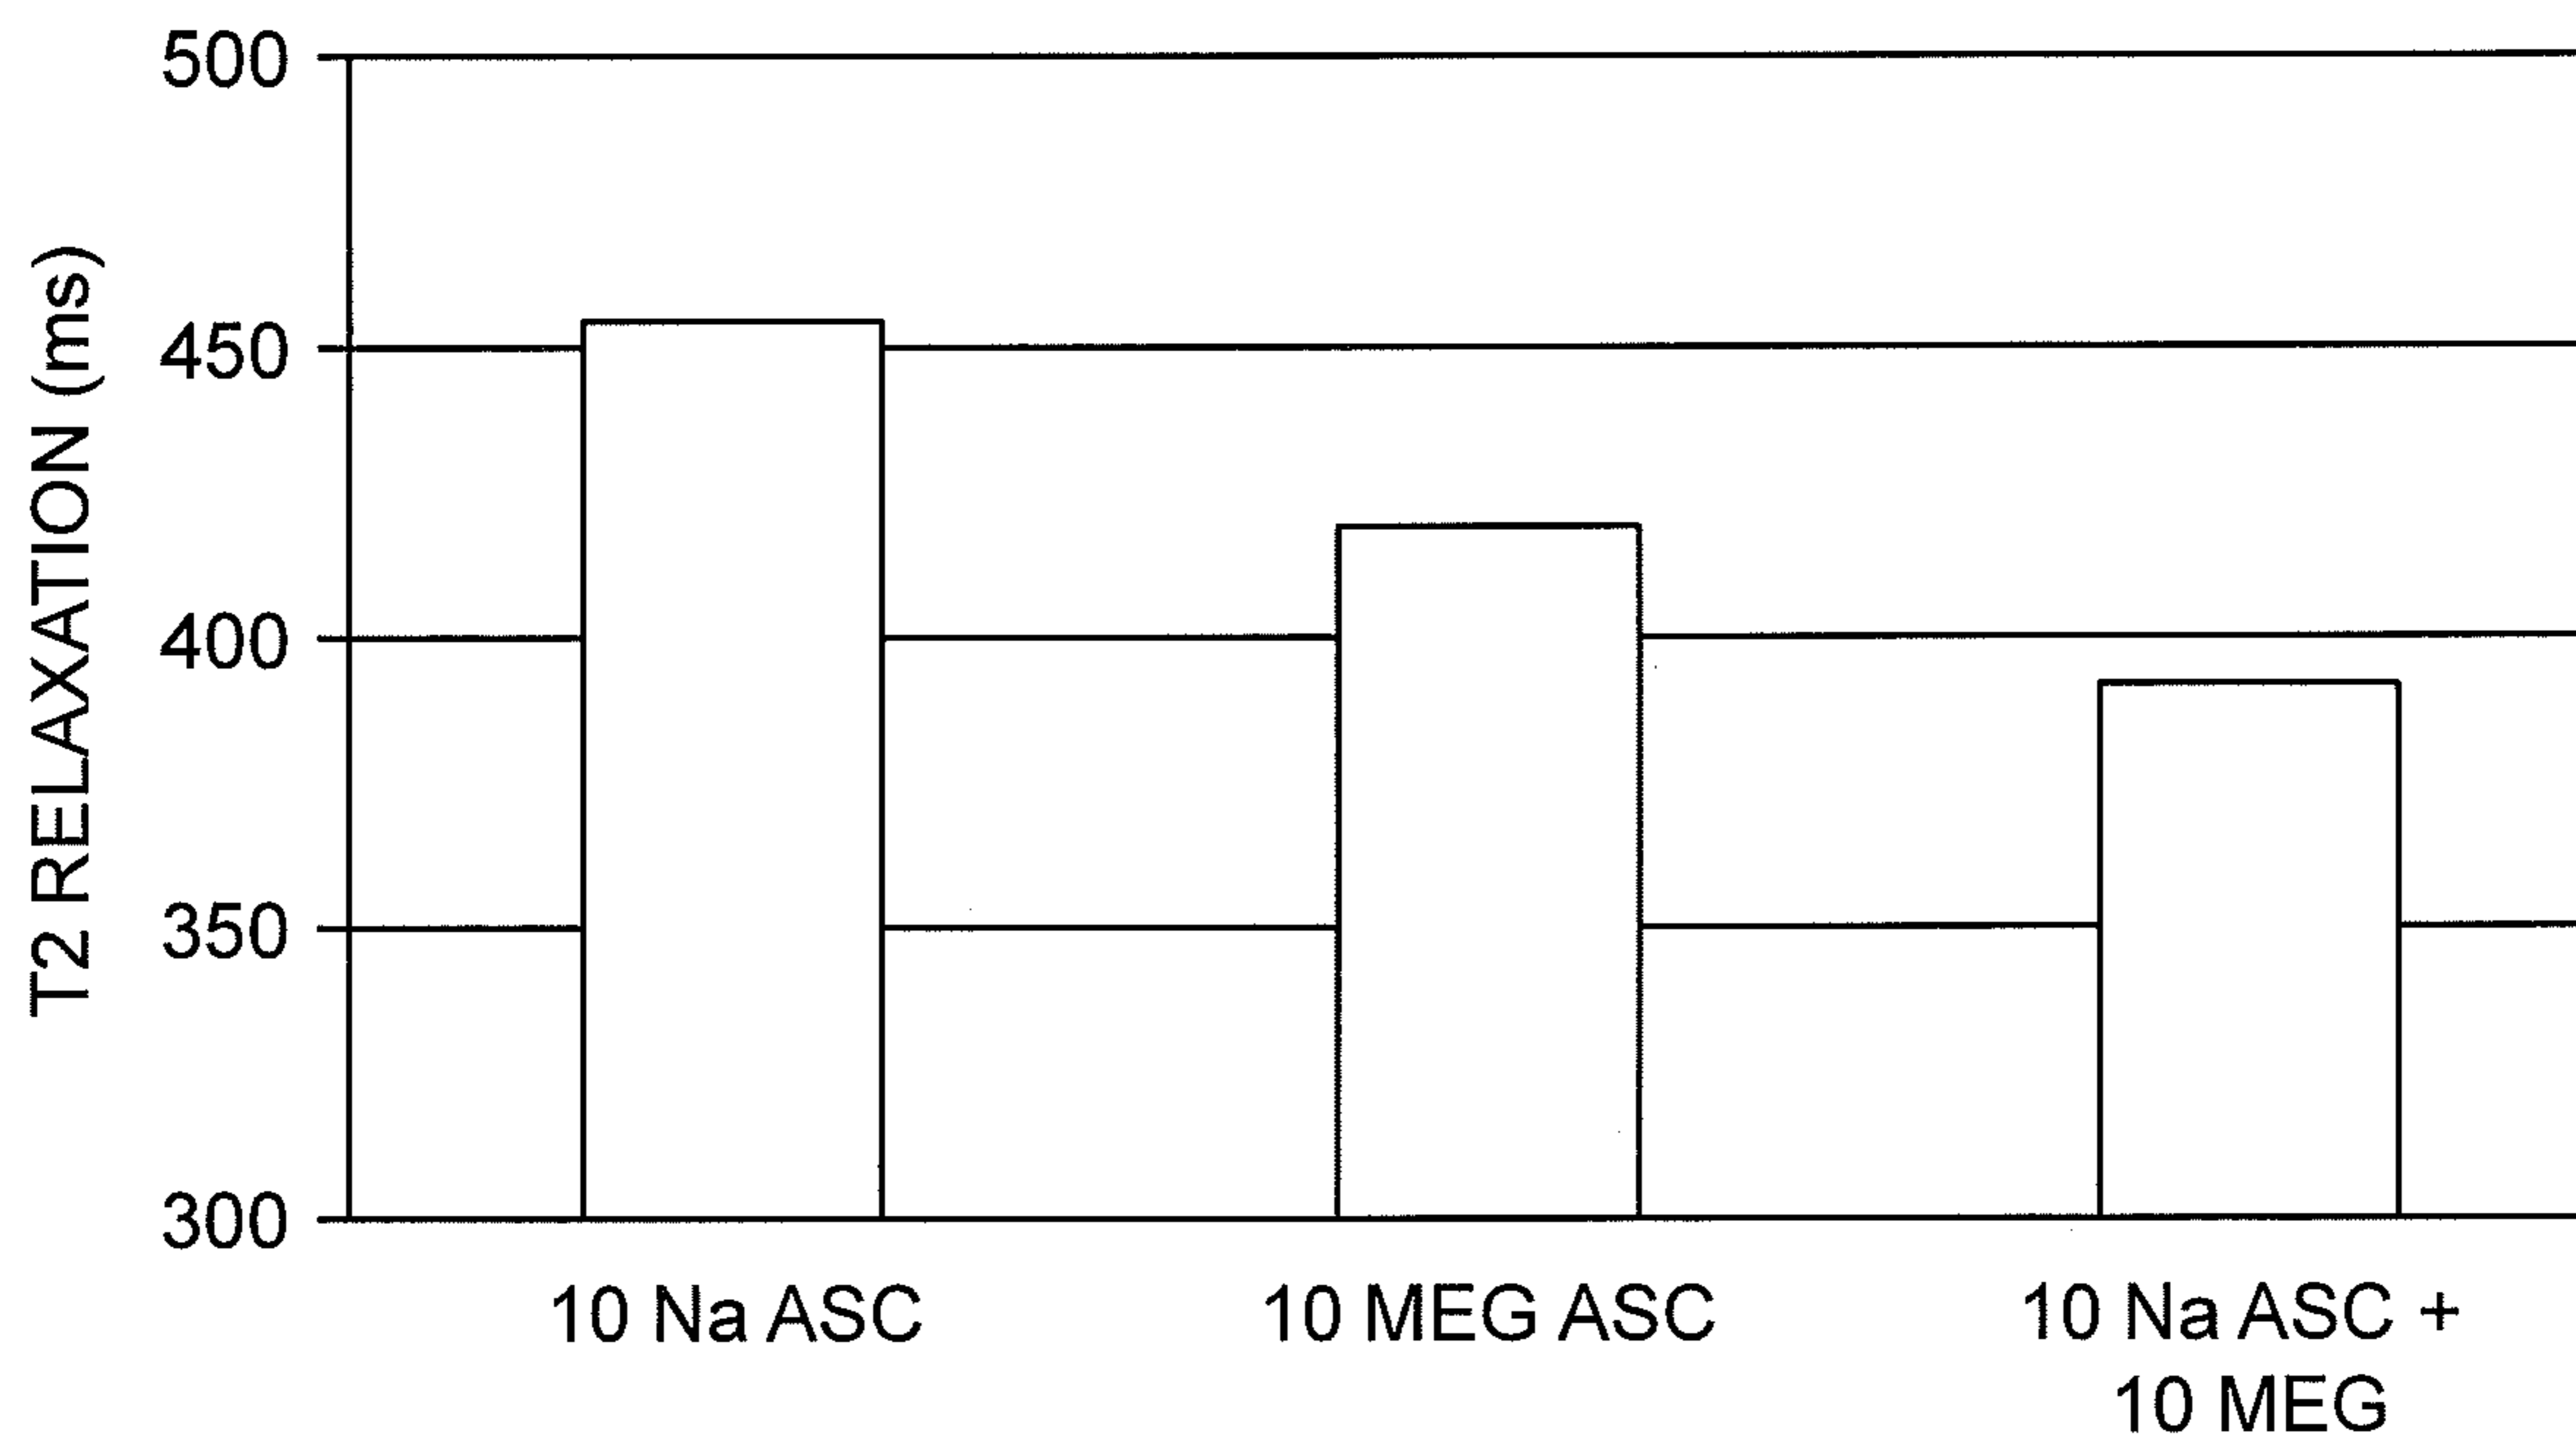 T2 RELAXATION (ms)
500
450
400
350
300
10 Na ASC
10 MEG ASC
10 Na ASC +
10 MEG